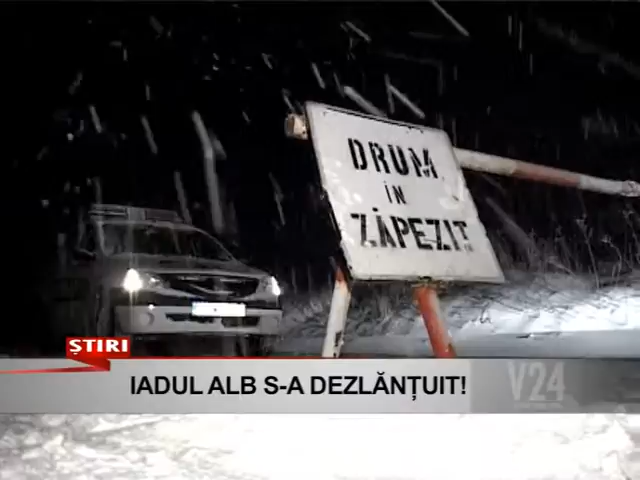 DRUM
ÎN
ZĂPEZIT
ȘTIRI
IADUL ALB S-A DEZLĂNȚUIT!
V24